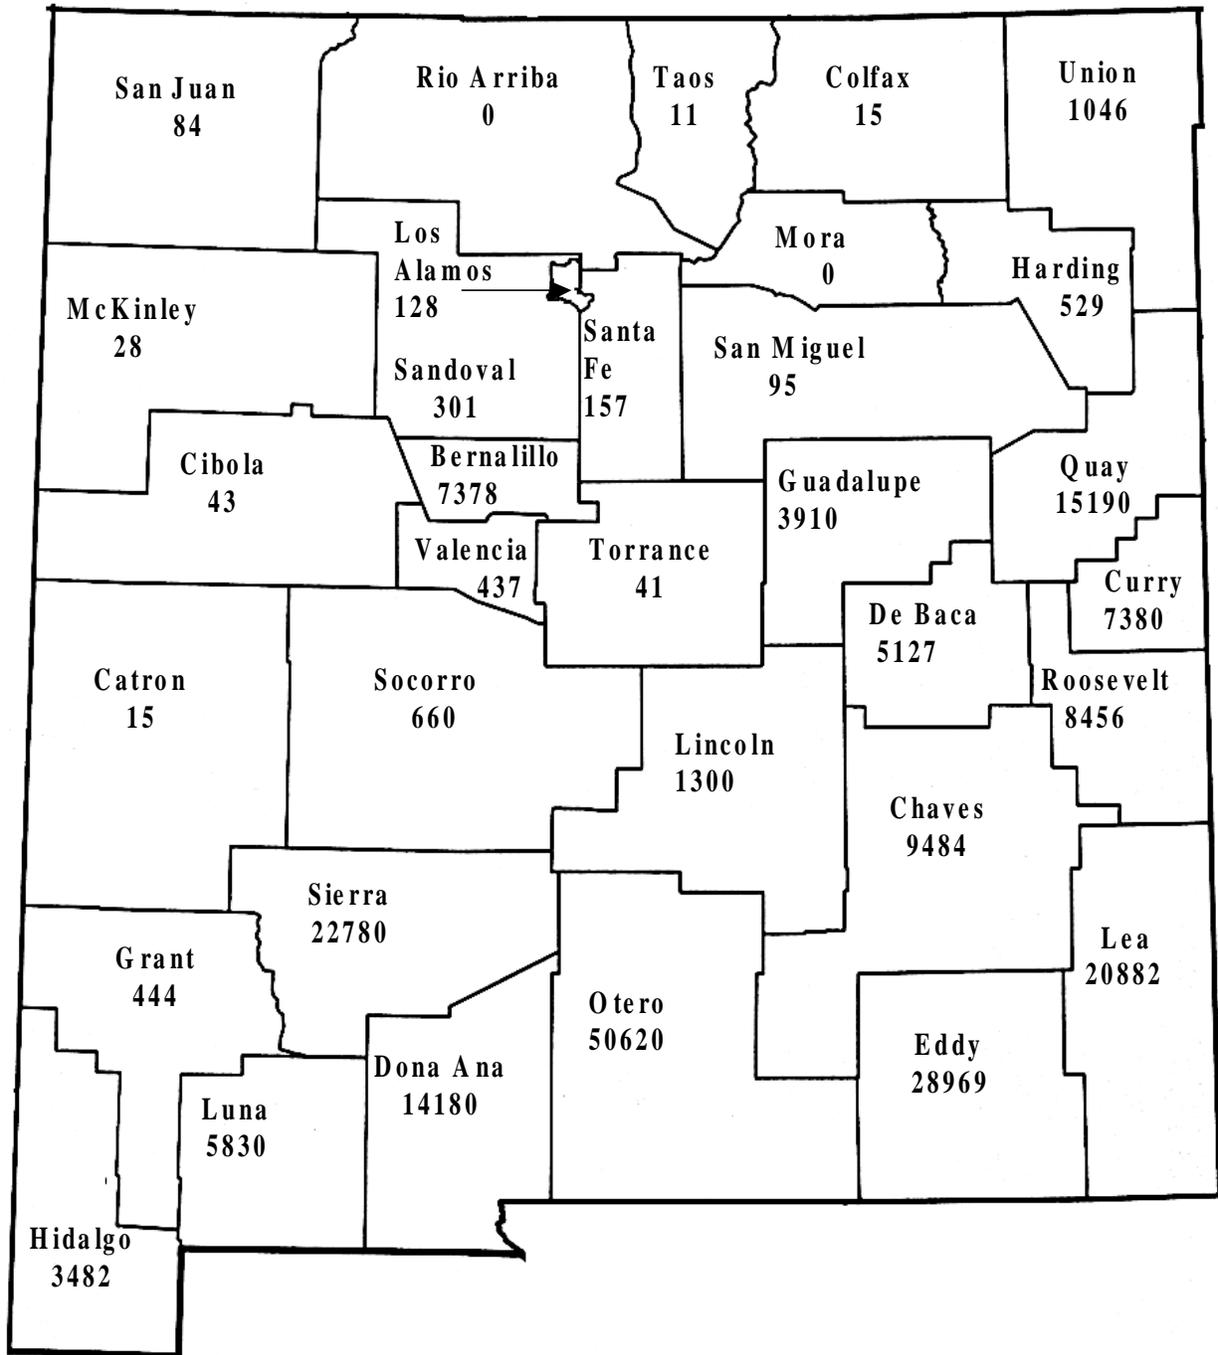 San Juan
84
Rio Arriba
0
Taos
11
Colfax
15
Union
1046
Los
Alamos
128
Mora
0
Harding
529
McKinley
28
Sandoval
301
Santa
Fe
157
San Miguel
95
Cibola
43
Bernalillo
7378
Guadalupe
3910
Quay
15190
Valencia
437
Torrance
41
Curry
7380
De Baca
5127
Catron
15
Socorro
660
Roosevelt
8456
Lincoln
1300
Chaves
9484
Sierra
22780
Grant
444
Lea
20882
Otero
50620
Eddy
28969
Dona Ana
14180
Luna
5830
Hidalgo
3482